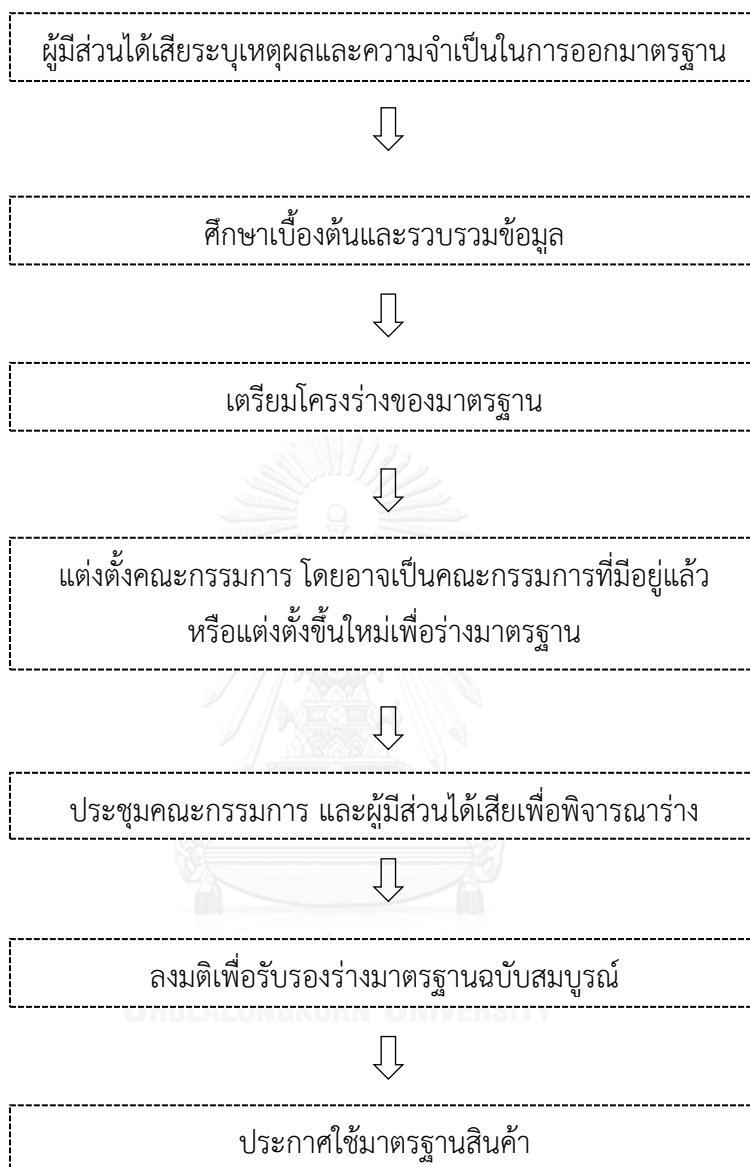 ผู้มีส่วนได้เสียระบุเหตุผลและความจำเป็นในการออกมาตรฐาน
ศึกษาเบื้องต้นและรวบรวมข้อมูล
เตรียมโครงร่างของมาตรฐาน
แต่งตั้งคณะกรรมการ โดยอาจเป็นคณะกรรมการที่มีอยู่แล้ว
หรือแต่งตั้งขึ้นใหม่เพื่อร่างมาตรฐาน
ประชุมคณะกรรมการ และผู้มีส่วนได้เสียเพื่อพิจารณาร่าง
ลงมติเพื่อรับรองร่างมาตรฐานฉบับสมบูรณ์
CHULALONGKORN UNIVERSITY
ประกาศใช้มาตรฐานสินค้า